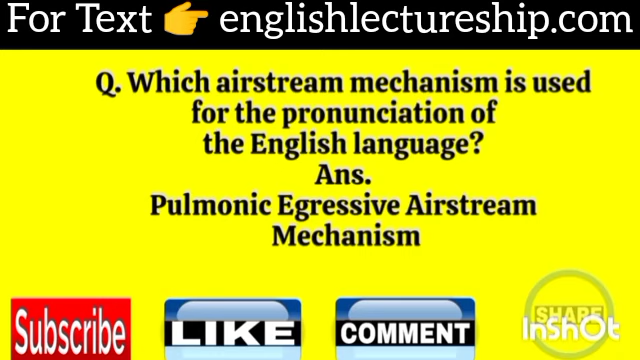 For Text 👉 englishlectureship.com
Q. Which airstream mechanism is used
for the pronunciation of
the English language?
Ans.
Pulmonic Egressive Airstream
Mechanism
Subscribe
LIKE
COMMENT
SHARE
InShOt